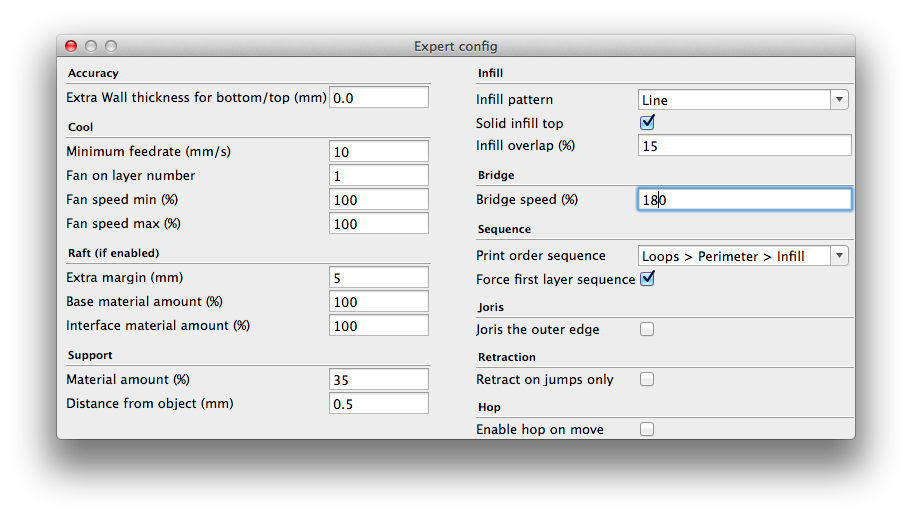 Expert config
Accuracy
Extra Wall thickness for bottom/top (mm) 0.0
Cool
Minimum feedrate (mm/s) 10
Fan on layer number 1
Fan speed min (%) 100
Fan speed max (%) 100
Raft (if enabled)
Extra margin (mm) 5
Base material amount (%) 100
Interface material amount (%) 100
Support
Material amount (%) 35
Distance from object (mm) 0.5
Infill
Infill pattern Line
Solid infill top
Infill overlap (%) 15
Bridge
Bridge speed (%) 180
Sequence
Print order sequence Loops > Perimeter > Infill
Force first layer sequence
Joris
Joris the outer edge
Retraction
Retract on jumps only
Hop
Enable hop on move